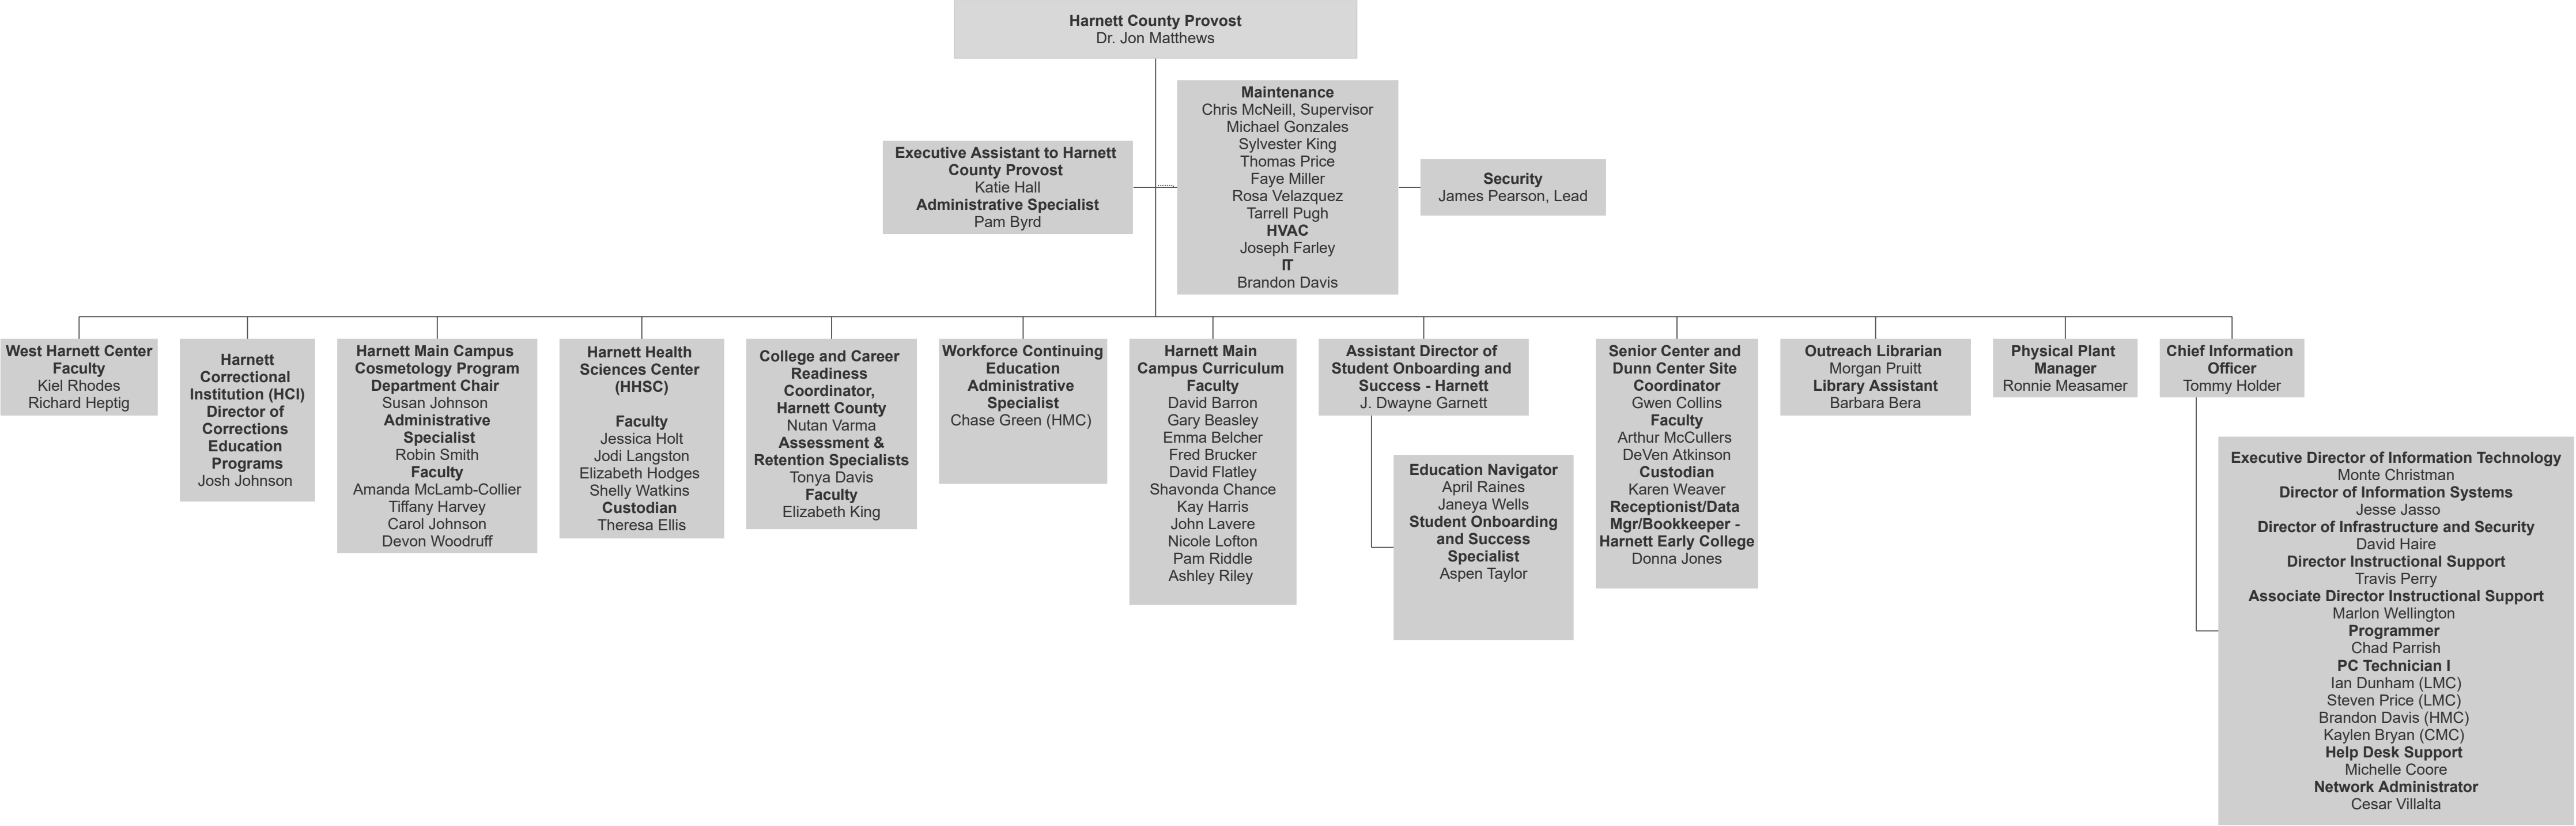 Harnett County Provost
Dr. Jon Matthews
Maintenance
Chris McNeill, Supervisor
Michael Gonzales
Sylvester King
Thomas Price
Faye Miller
Rosa Velazquez
Tarrell Pugh
HVAC
Joseph Farley
IT
Brandon Davis
Executive Assistant to Harnett
County Provost
Katie Hall
Administrative Specialist
Pam Byrd
Security
James Pearson, Lead
West Harnett Center
Faculty
Kiel Rhodes
Richard Heptig
Harnett
Correctional
Institution (HCI)
Director of
Corrections
Education
Programs
Josh Johnson
Harnett Main Campus
Cosmetology Program
Department Chair
Susan Johnson
Administrative
Specialist
Robin Smith
Faculty
Amanda McLamb-Collier
Tiffany Harvey
Carol Johnson
Devon Woodruff
Harnett Health
Sciences Center
(HHSC)
Faculty
Jessica Holt
Jodi Langston
Elizabeth Hodges
Shelly Watkins
Custodian
Theresa Ellis
College and Career
Readiness
Coordinator,
Harnett County
Nutan Varma
Assessment &
Retention Specialists
Tonya Davis
Faculty
Elizabeth King
Workforce Continuing
Education
Administrative
Specialist
Chase Green (HMC)
Harnett Main
Campus Curriculum
Faculty
David Barron
Gary Beasley
Emma Belcher
Fred Brucker
David Flatley
Shavonda Chance
Kay Harris
John Lavere
Nicole Lofton
Pam Riddle
Ashley Riley
Assistant Director of
Student Onboarding and
Success - Harnett
J. Dwayne Garnett
Education Navigator
April Raines
Janeya Wells
Student Onboarding
and Success
Specialist
Aspen Taylor
Senior Center and
Dunn Center Site
Coordinator
Gwen Collins
Faculty
Arthur McCullers
DeVen Atkinson
Custodian
Karen Weaver
Receptionist/Data
Mgr/Bookkeeper -
Harnett Early College
Donna Jones
Outreach Librarian
Morgan Pruitt
Library Assistant
Barbara Bera
Physical Plant
Manager
Ronnie Measamer
Chief Information
Officer
Tommy Holder
Executive Director of Information Technology
Monte Christman
Director of Information Systems
Jesse Jasso
Director of Infrastructure and Security
David Haire
Director Instructional Support
Travis Perry
Associate Director Instructional Support
Marlon Wellington
Programmer
Chad Parrish
PC Technician I
Ian Dunham (LMC)
Steven Price (LMC)
Brandon Davis (HMC)
Kaylen Bryan (CMC)
Help Desk Support
Michelle Coore
Network Administrator
Cesar Villalta